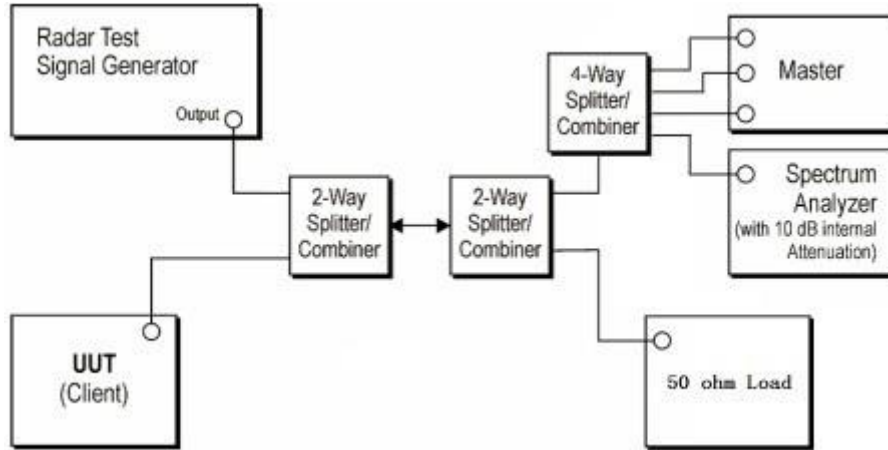 Radar Test
Signal Generator
Output
4-Way
Splitter/
Combiner
Master
2-Way
Splitter/
Combiner
2-Way
Splitter/
Combiner
Spectrum
Analyzer
(with 10 dB internal
Attenuation)
UUT
(Client)
50 ohm Load